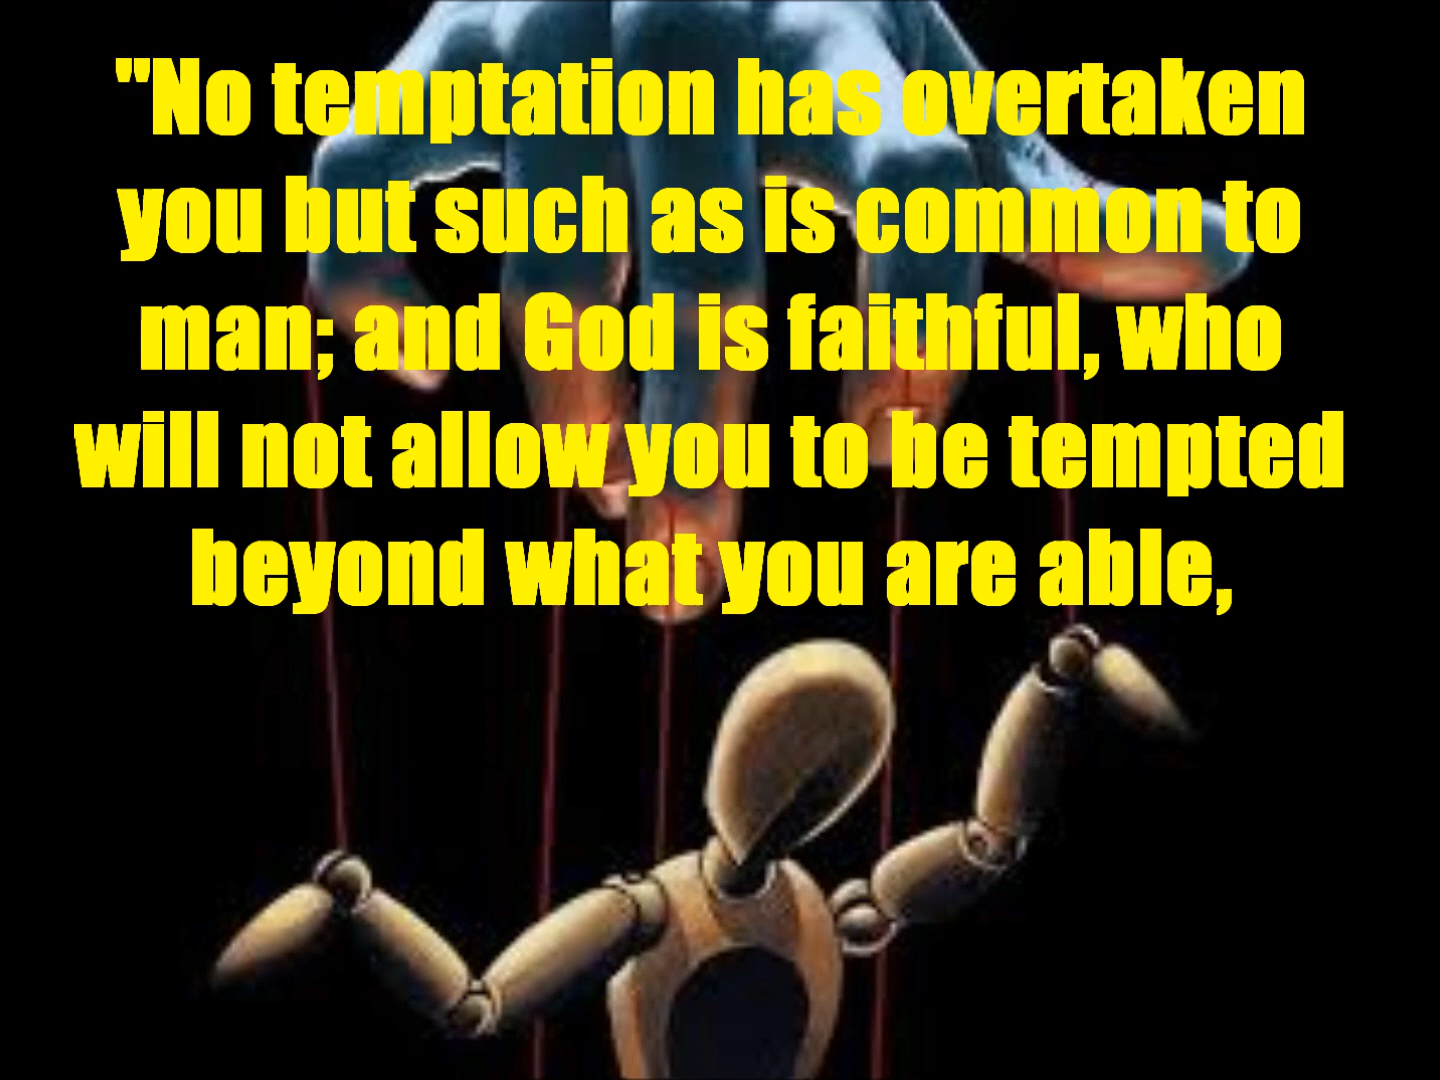 "No temptation has overtaken
you but such as is common to
man; and God is faithful, who
will not allow you to be tempted
beyond what you are able,